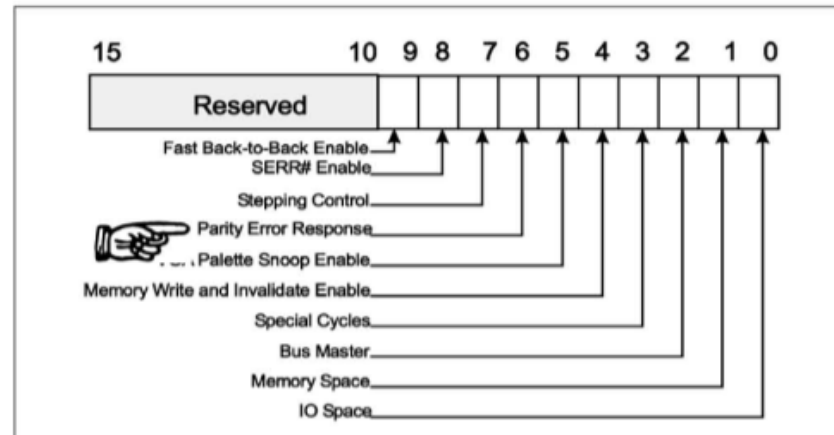 15 10 9 8 7 6 5 4 3 2 1 0
Reserved
Fast Back-to-Back Enable
SERR# Enable
Stepping Control
Parity Error Response
Palette Snoop Enable
Memory Write and Invalidate Enable
Special Cycles
Bus Master
Memory Space
IO Space